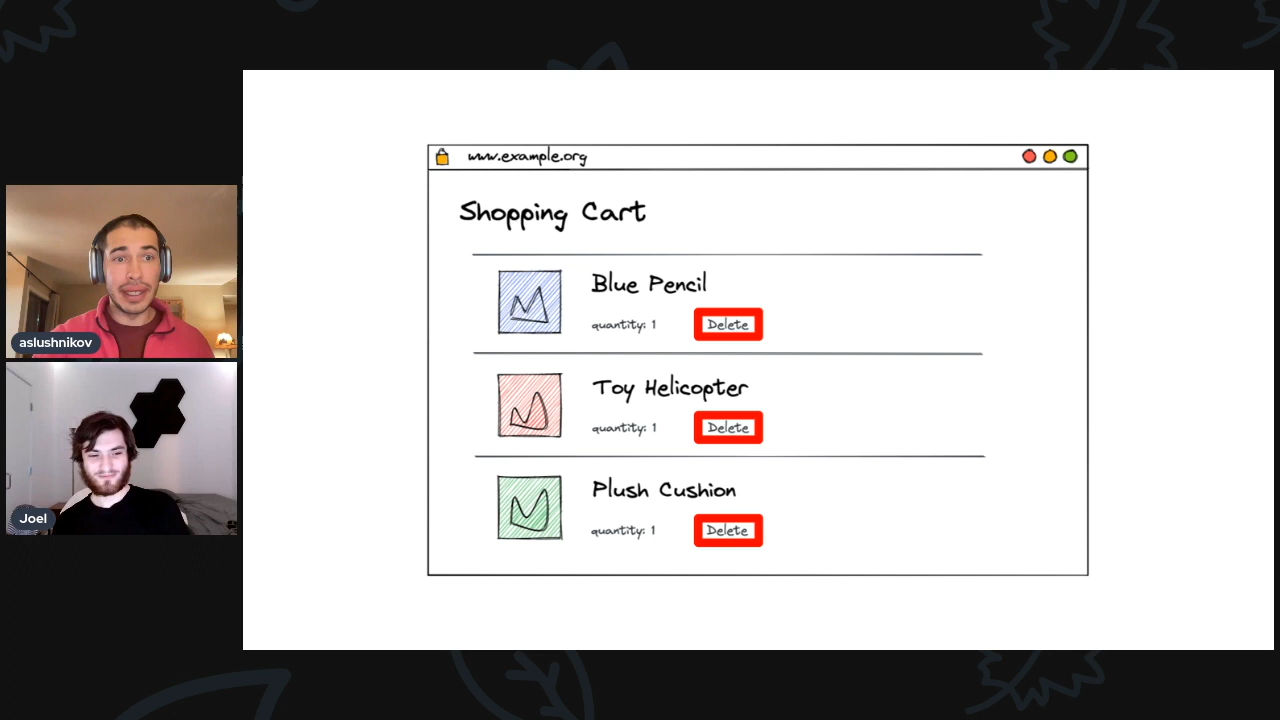 aslushnikov
Joel
www.example.org
Shopping Cart
Blue Pencil
quantity: 1 Delete
Toy Helicopter
quantity: 1 Delete
Plush Cushion
quantity: 1 Delete